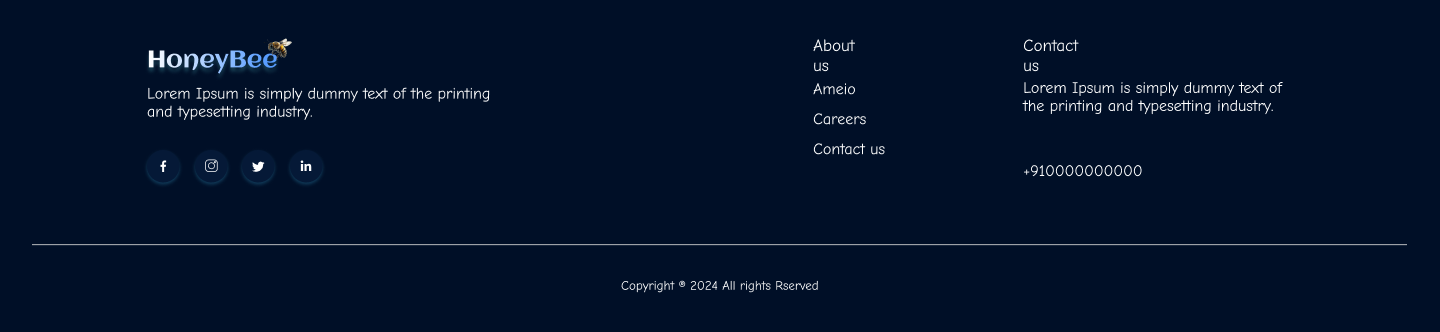 HoneyBee
Lorem Ipsum is simply dummy text of the printing
and typesetting industry.
About
us
Ameio
Careers
Contact us
Contact
us
Lorem Ipsum is simply dummy text of
the printing and typesetting industry.
+910000000000
Copyright ® 2024 All rights Rserved